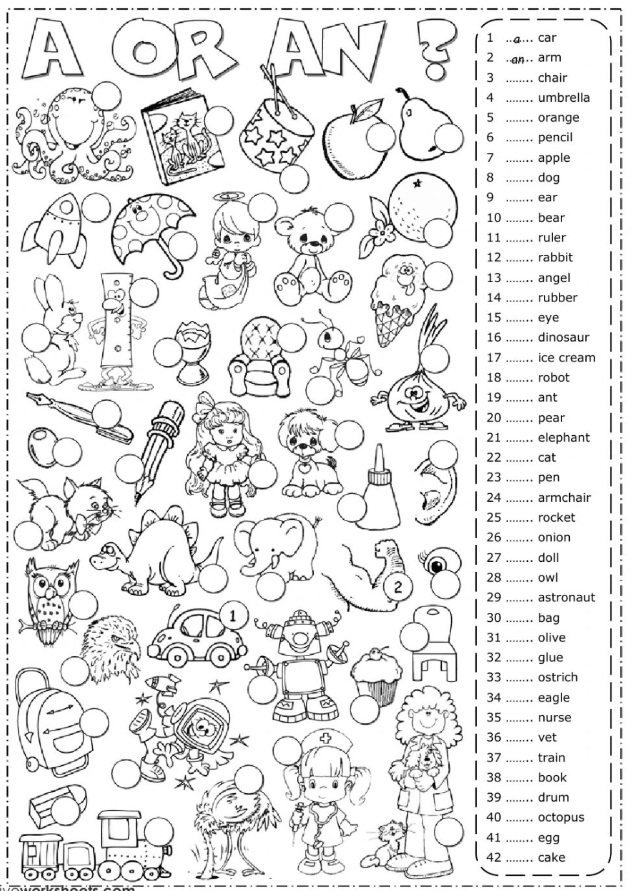 A OR AN ?
1 ..a.... car
2 ..an... arm
3 ........ chair
4 ........ umbrella
5 ........ orange
6 ........ pencil
7 ........ apple
8 ........ dog
9 ........ ear
10 ........ bear
11 ........ ruler
12 ........ rabbit
13 ........ angel
14 ........ rubber
15 ........ eye
16 ........ dinosaur
17 ........ ice cream
18 ........ robot
19 ........ ant
20 ........ pear
21 ........ elephant
22 ........ cat
23 ........ pen
24 ........ armchair
25 ........ rocket
26 ........ onion
27 ........ doll
28 ........ owl
29 ........ astronaut
30 ........ bag
31 ........ olive
32 ........ glue
33 ........ ostrich
34 ........ eagle
35 ........ nurse
36 ........ vet
37 ........ train
38 ........ book
39 ........ drum
40 ........ octopus
41 ........ egg
42 ........ cake
2
1